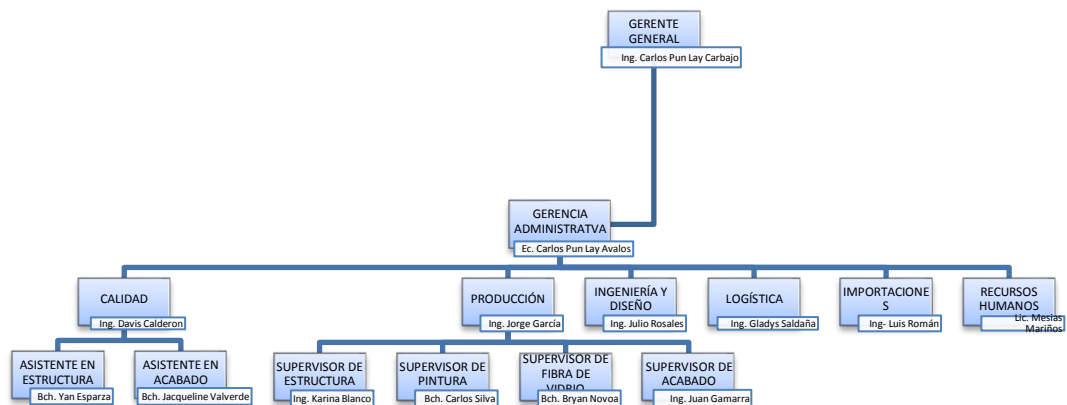 GERENTE
GENERAL
Ing. Carlos Pun Lay Carbajo
GERENCIA
ADMINISTRATVA
Ec. Carlos Pun Lay Avalos
CALIDAD
Ing. Davis Calderon
PRODUCCIÓN
Ing. Jorge García
INGENIERÍA Y
DISEÑO
Ing. Julio Rosales
LOGÍSTICA
Ing. Gladys Saldaña
IMPORTACIONE
S
Ing- Luis Román
RECURSOS
HUMANOS
Lic. Mesías
Mariños
ASISTENTE EN
ESTRUCTURA
Bch. Yan Esparza
ASISTENTE EN
ACABADO
Bch. Jacqueline Valverde
SUPERVISOR DE
ESTRUCTURA
Ing. Karina Blanco
SUPERVISOR DE
PINTURA
Bch. Carlos Silva
SUPERVISOR DE
FIBRA DE
VIDRIO
Bch. Bryan Novoa
SUPERVISOR DE
ACABADO
Ing. Juan Gamarra